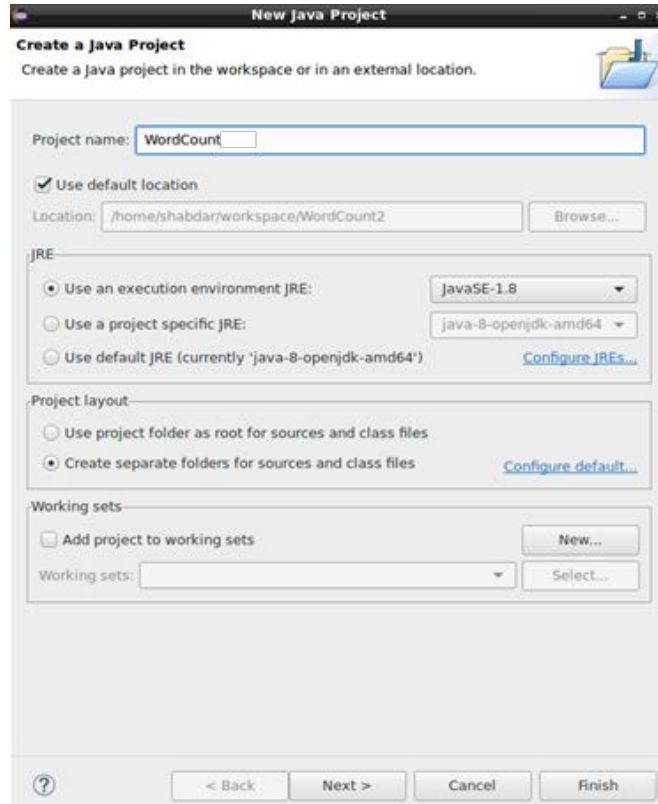 New Java Project
Create a Java Project
Create a Java project in the workspace or in an external location.
Project name: WordCount
Use default location
Location: /home/shabdar/workspace/WordCount2 Browse...
JRE
Use an execution environment JRE: JavaSE-1.8
Use a project specific JRE: java-8-openjdk-amd64
Use default JRE (currently 'java-8-openjdk-amd64') Configure JREs...
Project layout
Use project folder as root for sources and class files
Create separate folders for sources and class files Configure default...
Working sets
Add project to working sets New...
Working sets: Select...
? < Back Next > Cancel Finish